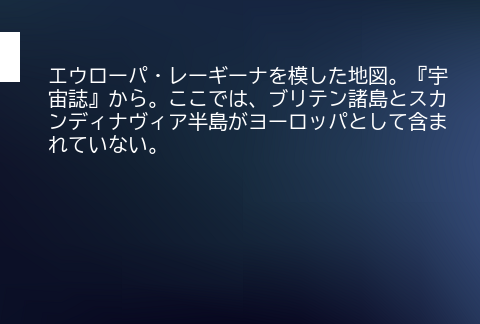 エウローパ・レーギーナを模した地図。『宇
宙誌』から。ここでは、ブリテン諸島とスカ
ンディナヴィア半島がヨーロッパとして含ま
れていない。